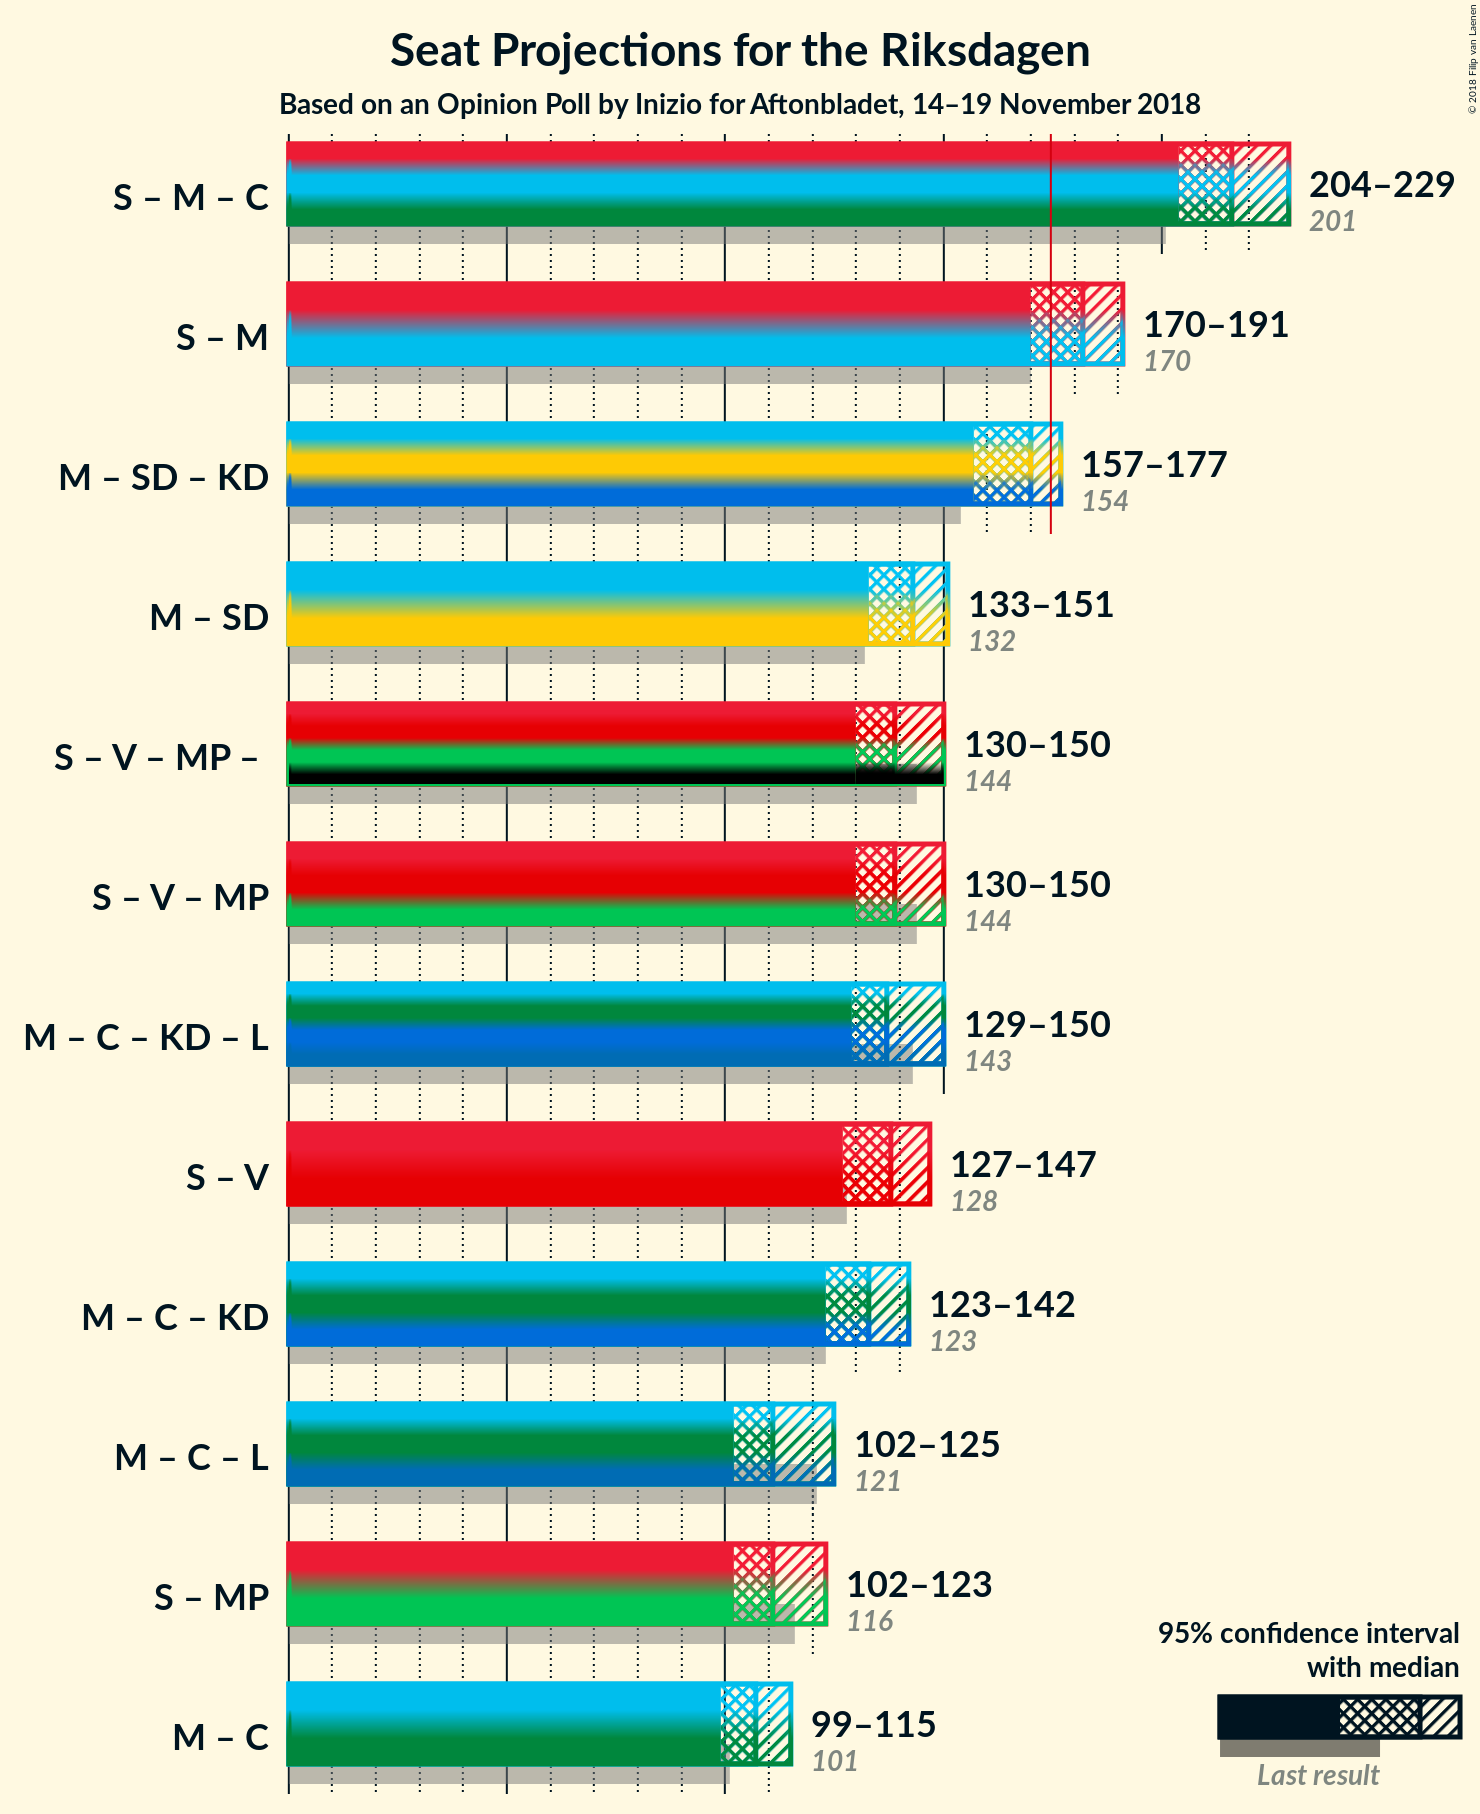 Seat Projections for the Riksdagen
Based on an Opinion Poll by Inizio for Aftonbladet, 14–19 November 2018
© 2018 Filip van Laenen
S – M – C
204–229
201
S – M
170–191
170
M – SD – KD
157–177
154
M – SD
133–151
132
S – V – MP –
130–150
144
S – V – MP
130–150
144
M – C – KD – L
129–150
143
S – V
127–147
128
M – C – KD
123–142
123
M – C – L
102–125
121
S – MP
102–123
116
M – C
99–115
101
95% confidence interval
with median
Last result